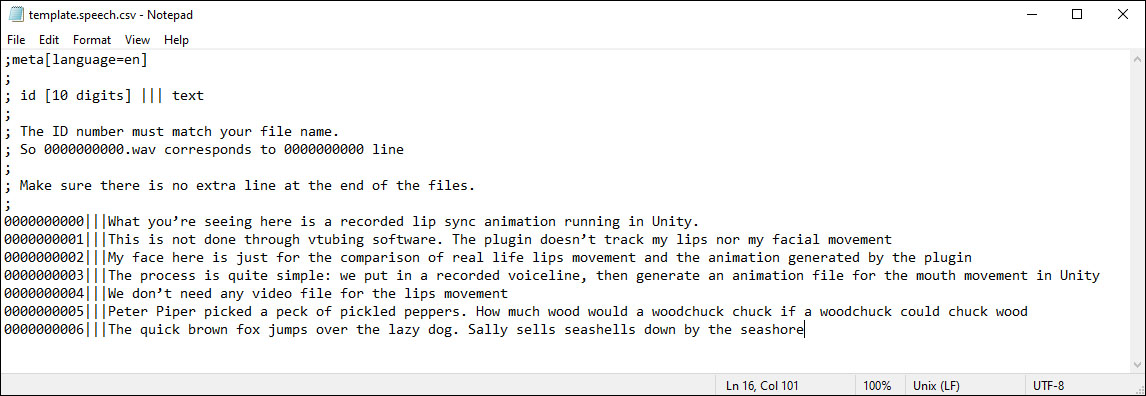 template.speech.csv - Notepad
File Edit Format View Help
;meta[language=en]
;
; id [10 digits] ||| text
;
; The ID number must match your file name.
; So 0000000000.wav corresponds to 0000000000 line
;
; Make sure there is no extra line at the end of the files.
;
0000000000|||What you’re seeing here is a recorded lip sync animation running in Unity.
0000000001|||This is not done through vtubing software. The plugin doesn’t track my lips nor my facial movement
0000000002|||My face here is just for the comparison of real life lips movement and the animation generated by the plugin
0000000003|||The process is quite simple: we put in a recorded voiceline, then generate an animation file for the mouth movement in Unity
0000000004|||We don’t need any video file for the lips movement
0000000005|||Peter Piper picked a peck of pickled peppers. How much wood would a woodchuck chuck if a woodchuck could chuck wood
0000000006|||The quick brown fox jumps over the lazy dog. Sally sells seashells down by the seashore
Ln 16, Col 101 100% Unix (LF) UTF-8